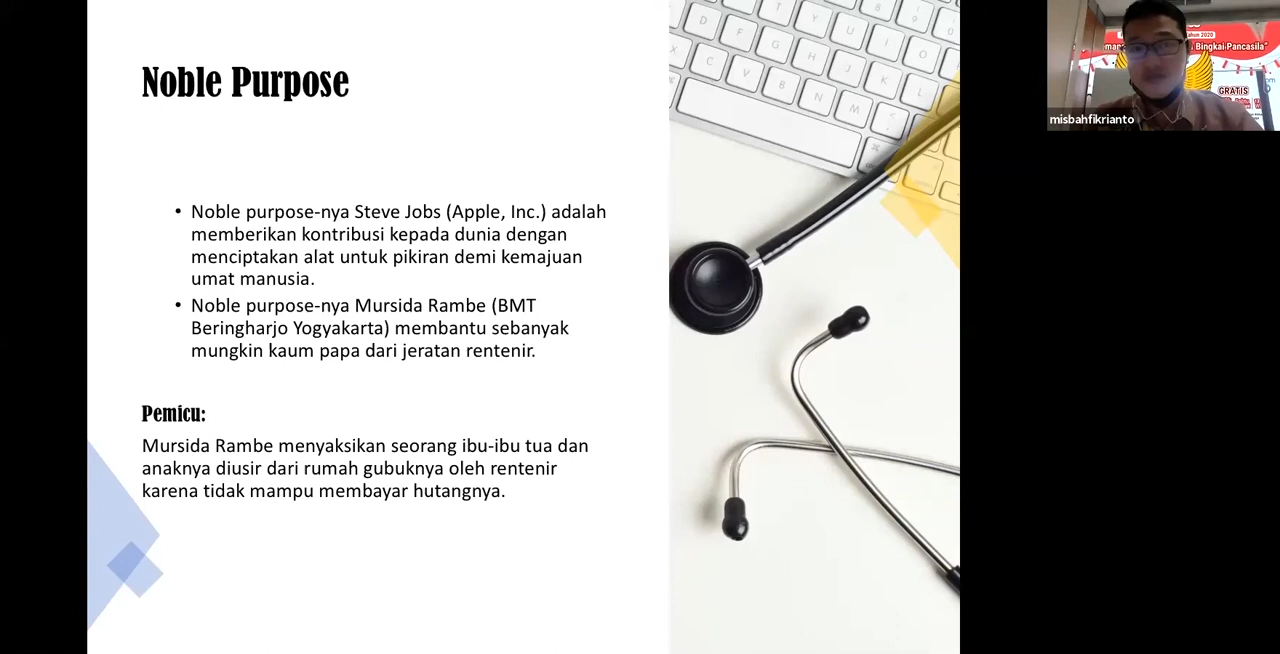 Noble Purpose
• Noble purpose-nya Steve Jobs (Apple, Inc.) adalah
memberikan kontribusi kepada dunia dengan
menciptakan alat untuk pikiran demi kemajuan
umat manusia.
• Noble purpose-nya Mursida Rambe (BMT
Beringharjo Yogyakarta) membantu sebanyak
mungkin kaum papa dari jeratan rentenir.
Pemicu:
Mursida Rambe menyaksikan seorang ibu-ibu tua dan
anaknya diusir dari rumah gubuknya oleh rentenir
karena tidak mampu membayar hutangnya.
T Y U I O
D F G H J K L
X C V B N M
Tahun 2020
Bingkai Pancasila"
GRATIS
misbahfikrianto